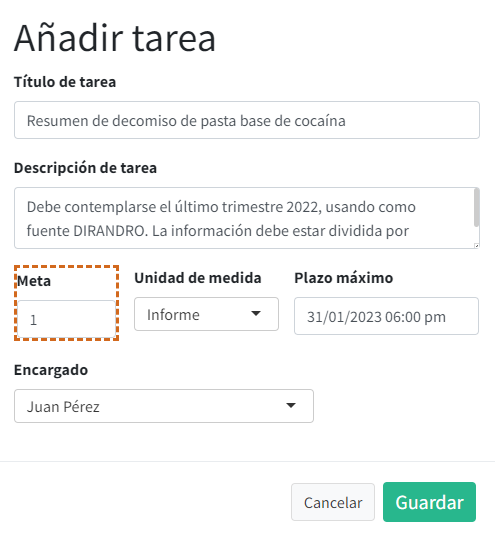 Añadir tarea
Título de tarea
Resumen de decomiso de pasta base de cocaína
Descripción de tarea
Debe contemplarse el último trimestre 2022, usando como
fuente DIRANDRO. La información debe estar dividida por
Meta Unidad de medida Plazo máximo
1 Informe 31/01/2023 06:00 pm
Encargado
Juan Pérez
Cancelar Guardar